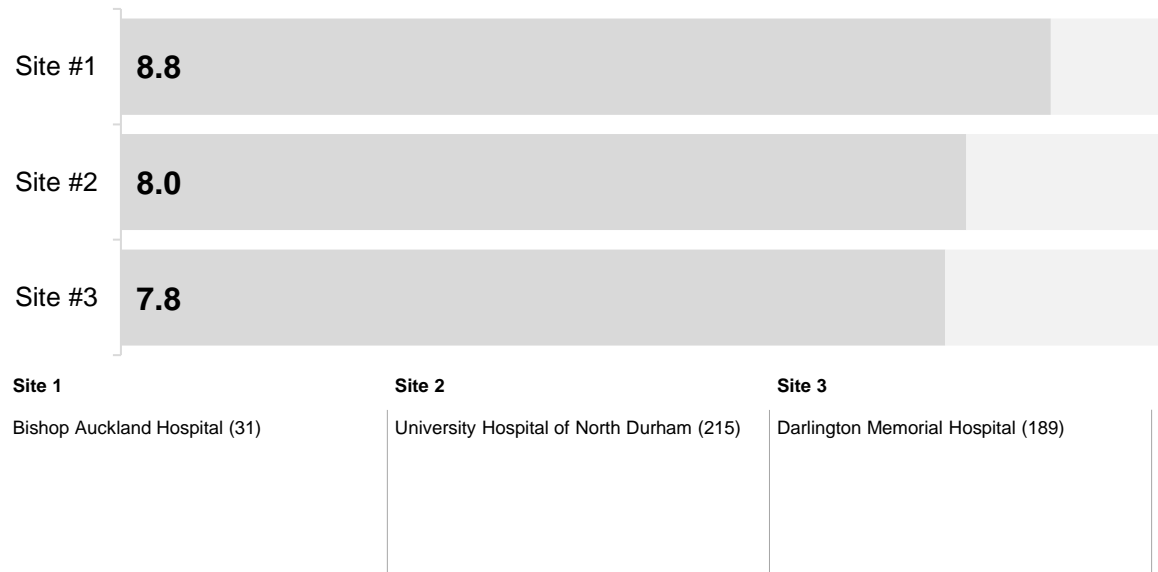 Site #1 8.8
Site #2 8.0
Site #3 7.8
Site 1 Site 2 Site 3
Bishop Auckland Hospital (31) University Hospital of North Durham (215) Darlington Memorial Hospital (189)